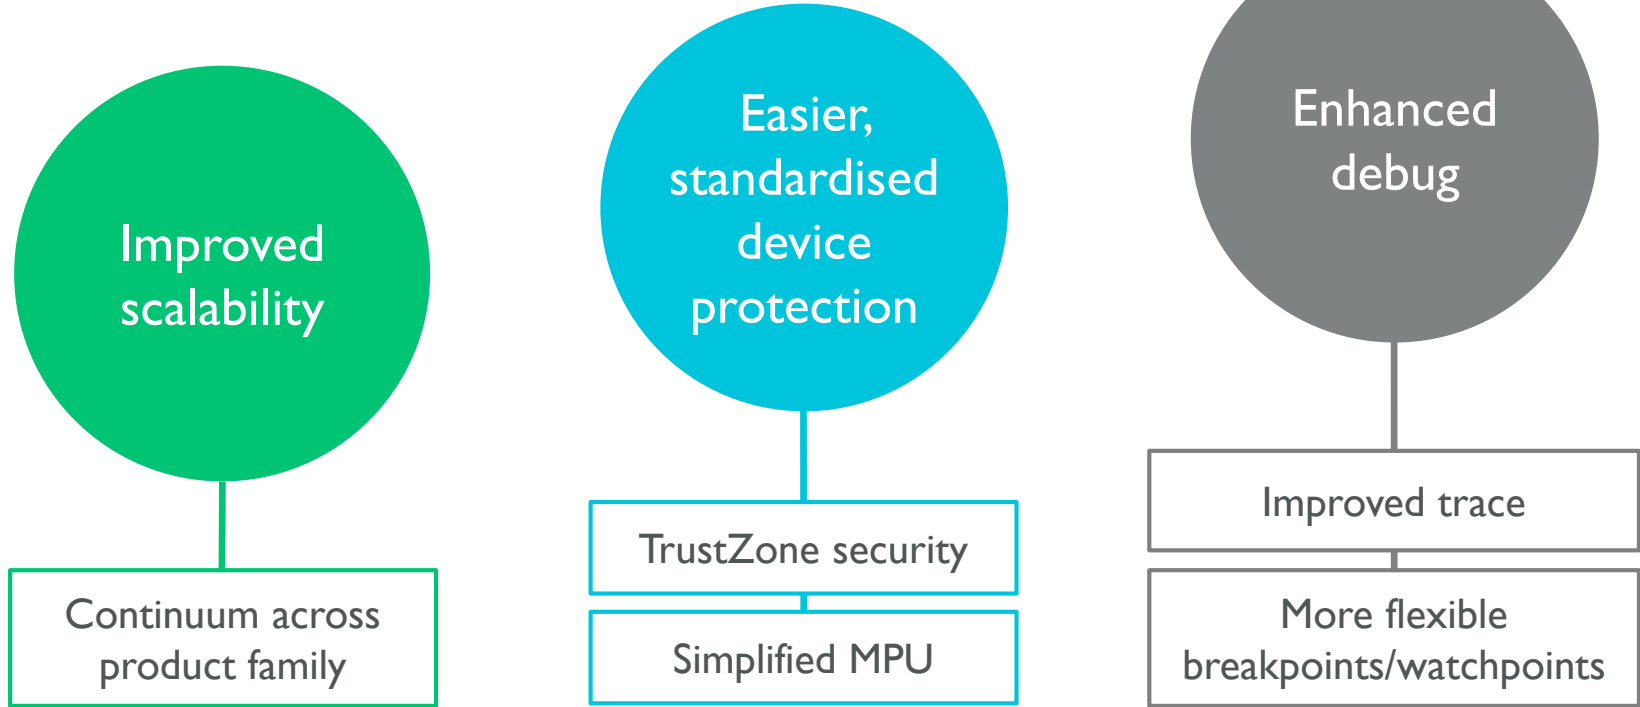 Improved
scalability
Continuum across
product family
Easier,
standardised
device
protection
TrustZone security
Simplified MPU
Enhanced
debug
Improved trace
More flexible
breakpoints/watchpoints